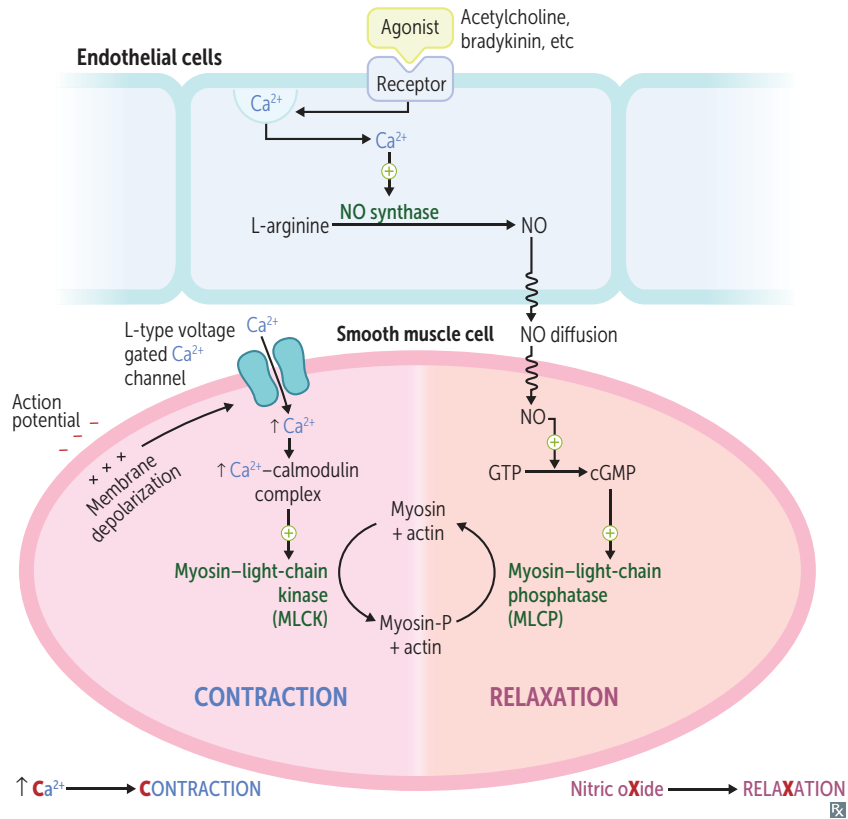 Agonist
Acetylcholine,
bradykinin, etc
Endothelial cells
Receptor
Ca²⁺
Ca²⁺
NO synthase
L-arginine
NO
L-type voltage
gated Ca²⁺
channel
Ca²⁺
Smooth muscle cell
NO diffusion
Action
potential
Membrane
depolarization
↑ Ca²⁺
↑ Ca²⁺–calmodulin
complex
NO
GTP
cGMP
Myosin
+ actin
Myosin–light-chain
kinase
(MLCK)
Myosin–light-chain
phosphatase
(MLCP)
Myosin-P
+ actin
CONTRACTION
RELAXATION
↑ Ca²⁺ → CONTRACTION
Nitric oXide → RELAXATION
Rx